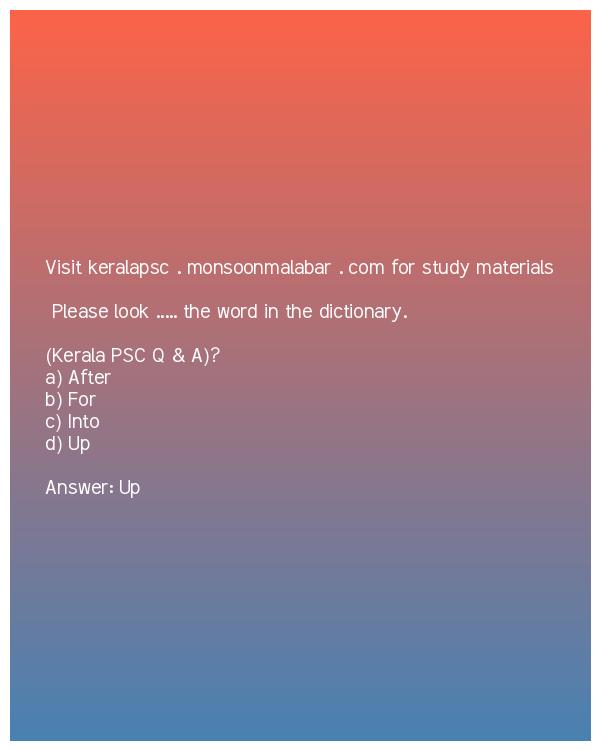 Visit keralapsc . monsoonmalabar . com for study materials
Please look ..... the word in the dictionary.
(Kerala PSC Q & A)?
a) After
b) For
c) Into
d) Up
Answer: Up